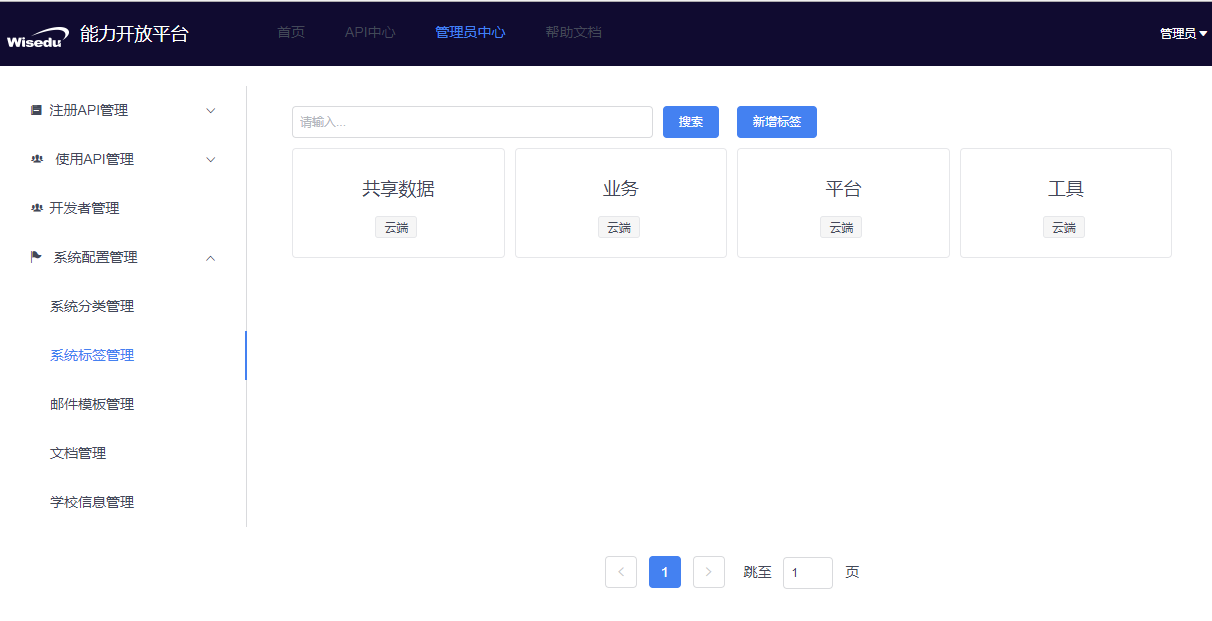 Wisedu 能力开放平台 首页 API中心 管理员中心 帮助文档 管理员
注册API管理
使用API管理
开发者管理
系统配置管理
系统分类管理
系统标签管理
邮件模板管理
文档管理
学校信息管理
请输入... 搜索 新增标签
共享数据 业务 平台 工具
云端 云端 云端 云端
1 跳至 1 页